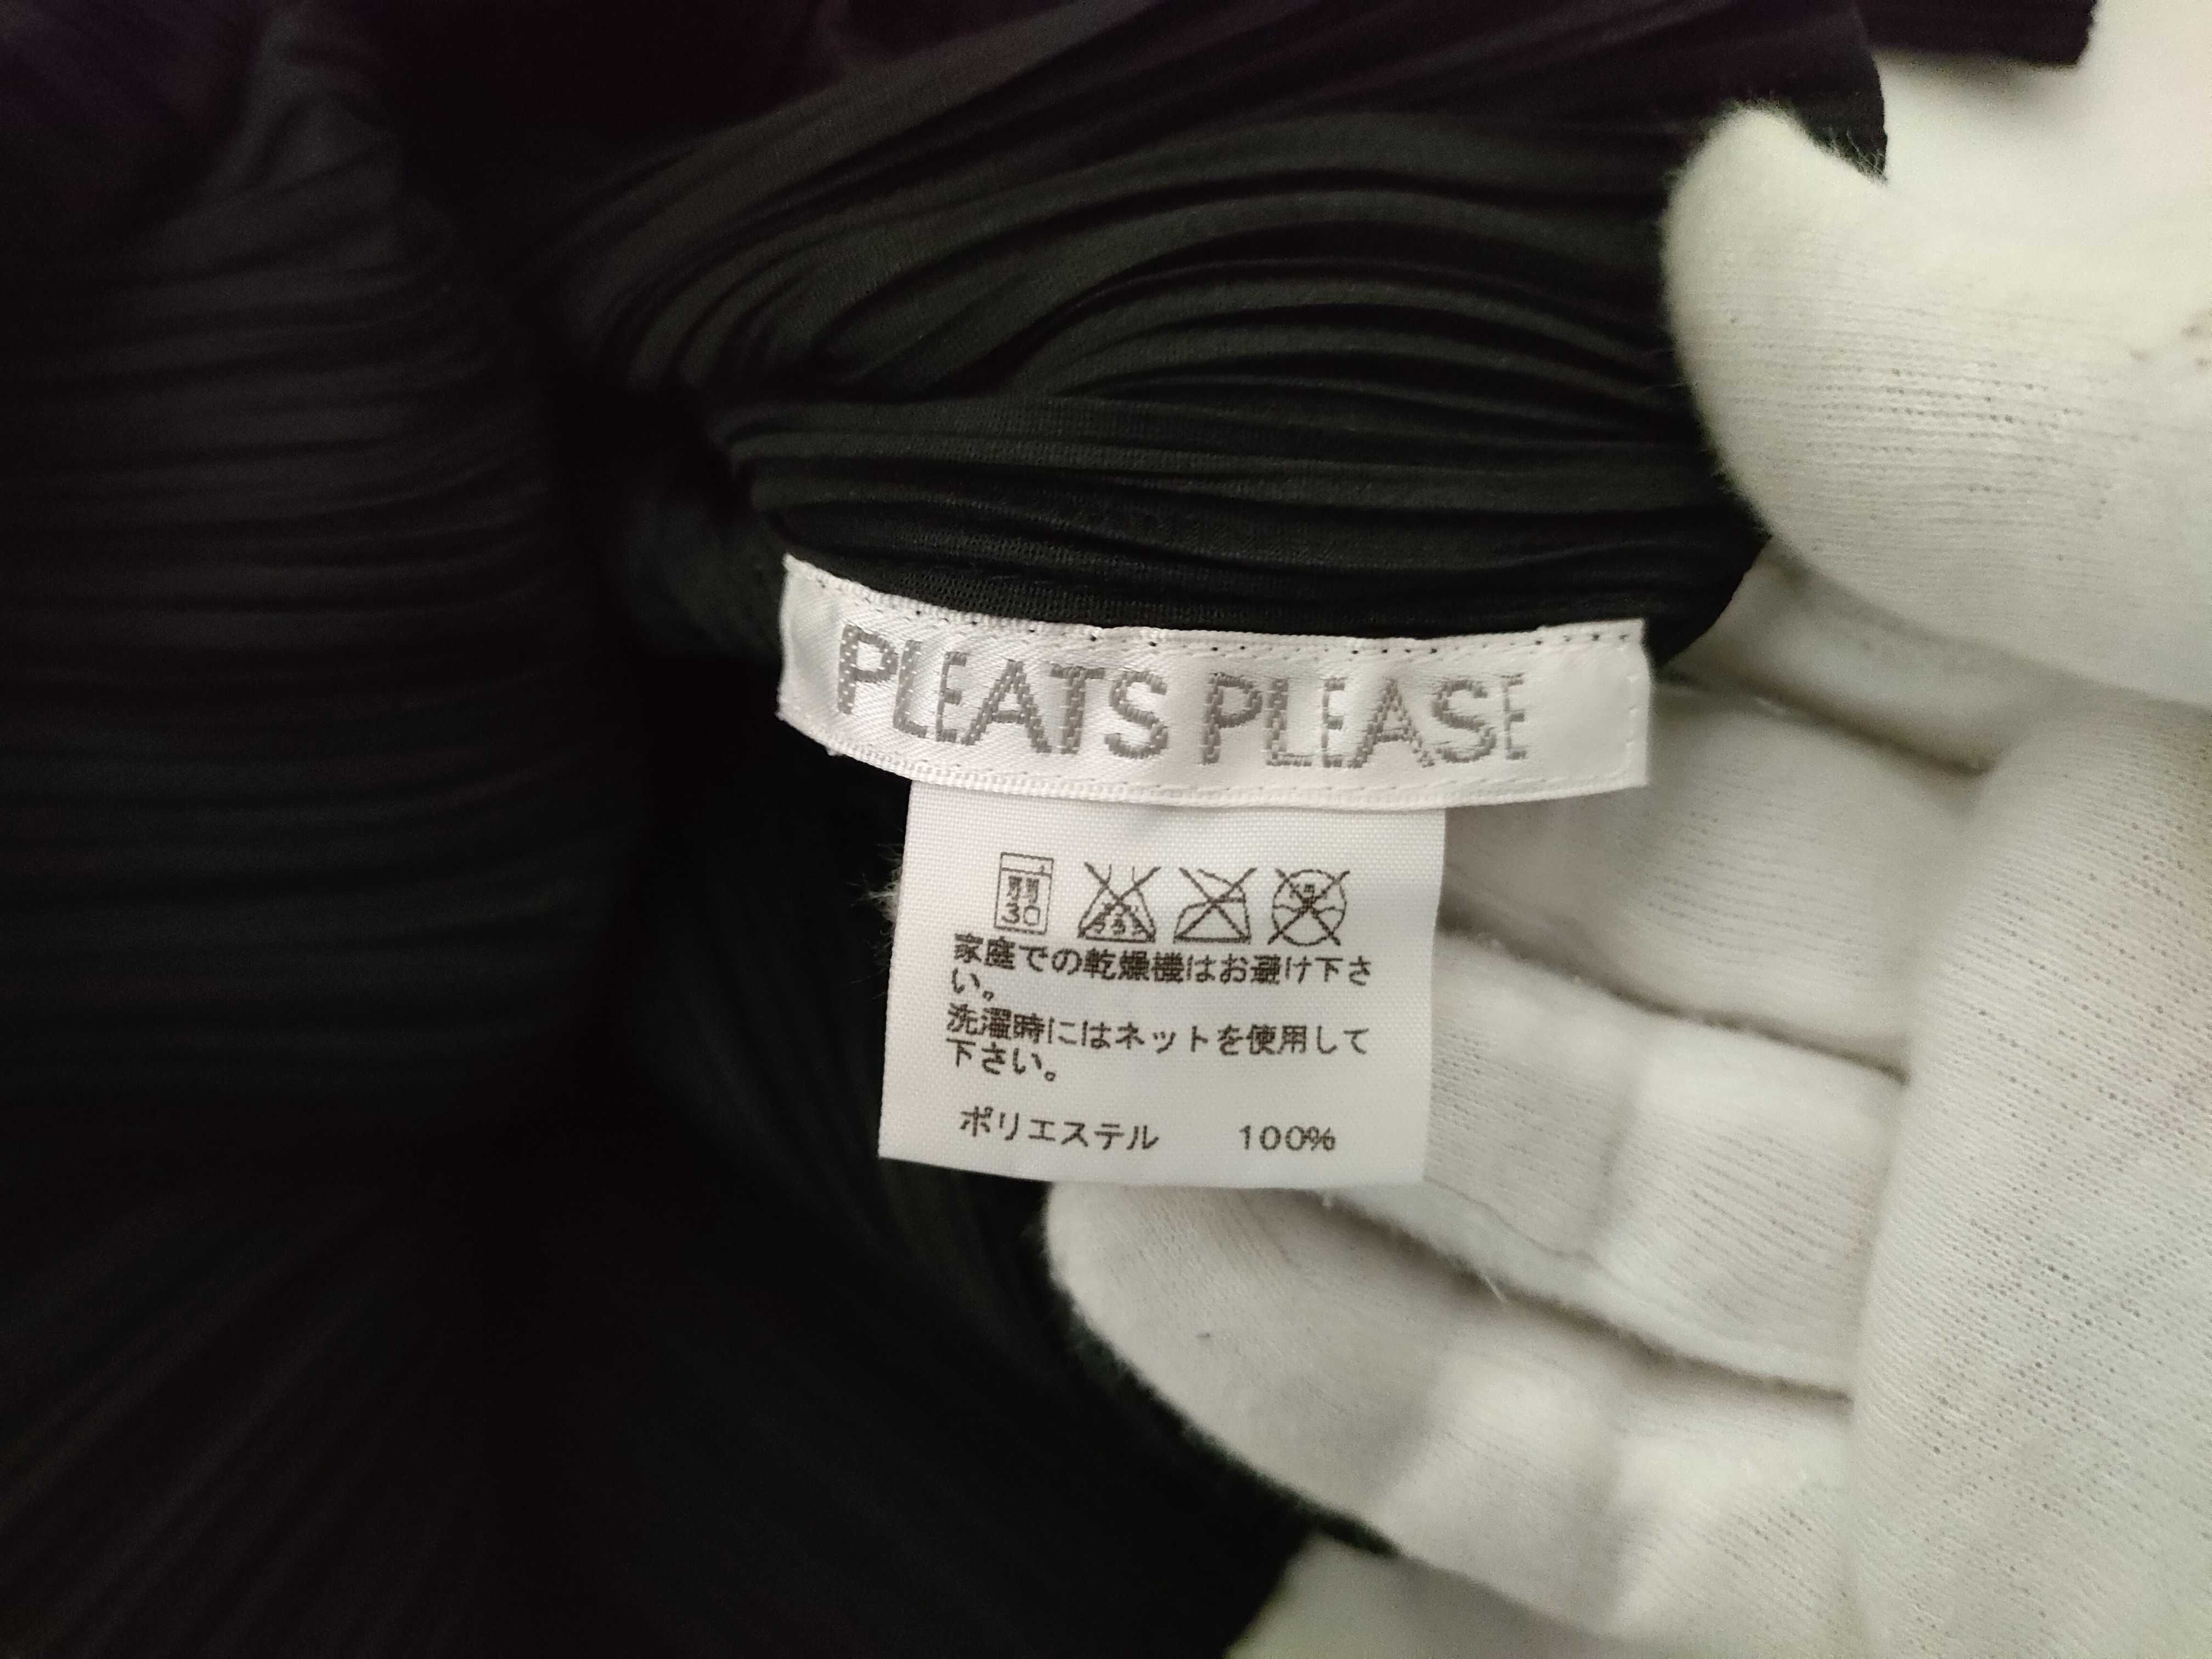 PLEATS PLEASE
弱
30
家庭での乾燥機はお避け下さ
い。
洗濯時にはネットを使用して
下さい。
ポリエステル 100%